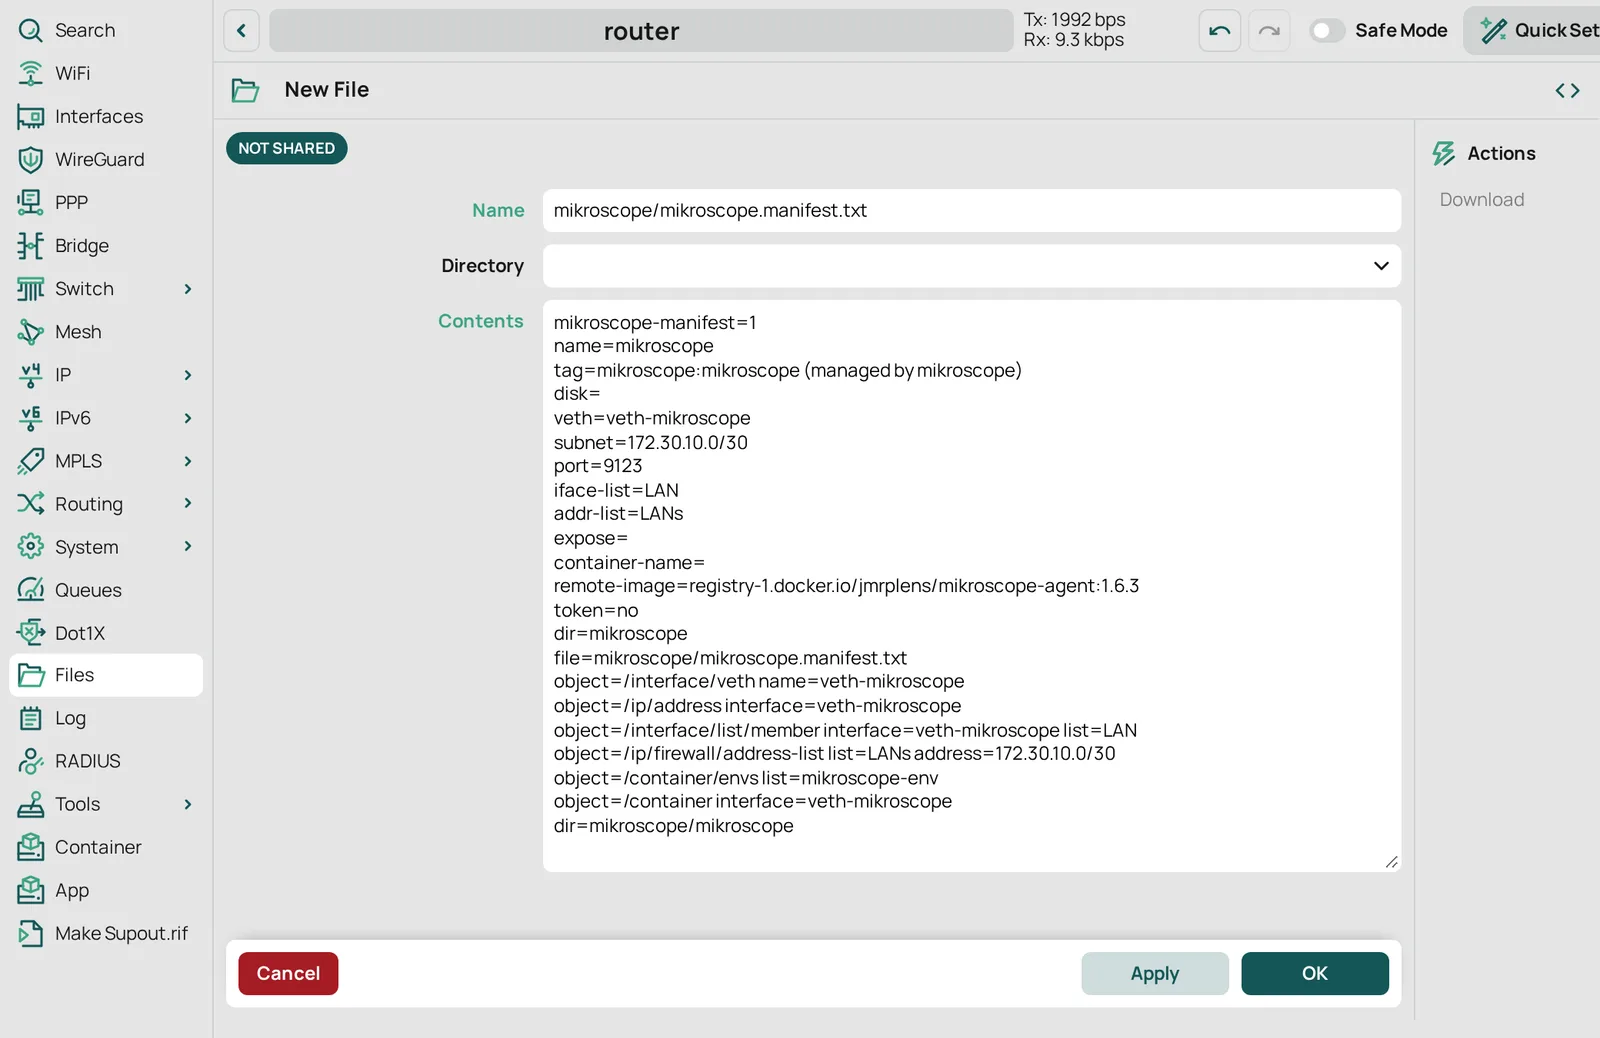 Search
WiFi
Interfaces
WireGuard
PPP
Bridge
Switch
Mesh
IP
IPv6
MPLS
Routing
System
Queues
Dot1X
Files
Log
RADIUS
Tools
Container
App
Make Supout.rif
router
Tx: 1992 bps
Rx: 9.3 kbps
Safe Mode
Quick Set
New File
NOT SHARED
Name
mikroscope/mikroscope.manifest.txt
Directory
Contents
mikroscope-manifest=1
name=mikroscope
tag=mikroscope:mikroscope (managed by mikroscope)
disk=
veth=veth-mikroscope
subnet=172.30.10.0/30
port=9123
iface-list=LAN
addr-list=LANs
expose=
container-name=
remote-image=registry-1.docker.io/jmrplens/mikroscope-agent:1.6.3
token=no
dir=mikroscope
file=mikroscope/mikroscope.manifest.txt
object=/interface/veth name=veth-mikroscope
object=/ip/address interface=veth-mikroscope
object=/interface/list/member interface=veth-mikroscope list=LAN
object=/ip/firewall/address-list list=LANs address=172.30.10.0/30
object=/container/envs list=mikroscope-env
object=/container interface=veth-mikroscope
dir=mikroscope/mikroscope
Actions
Download
Cancel
Apply
OK